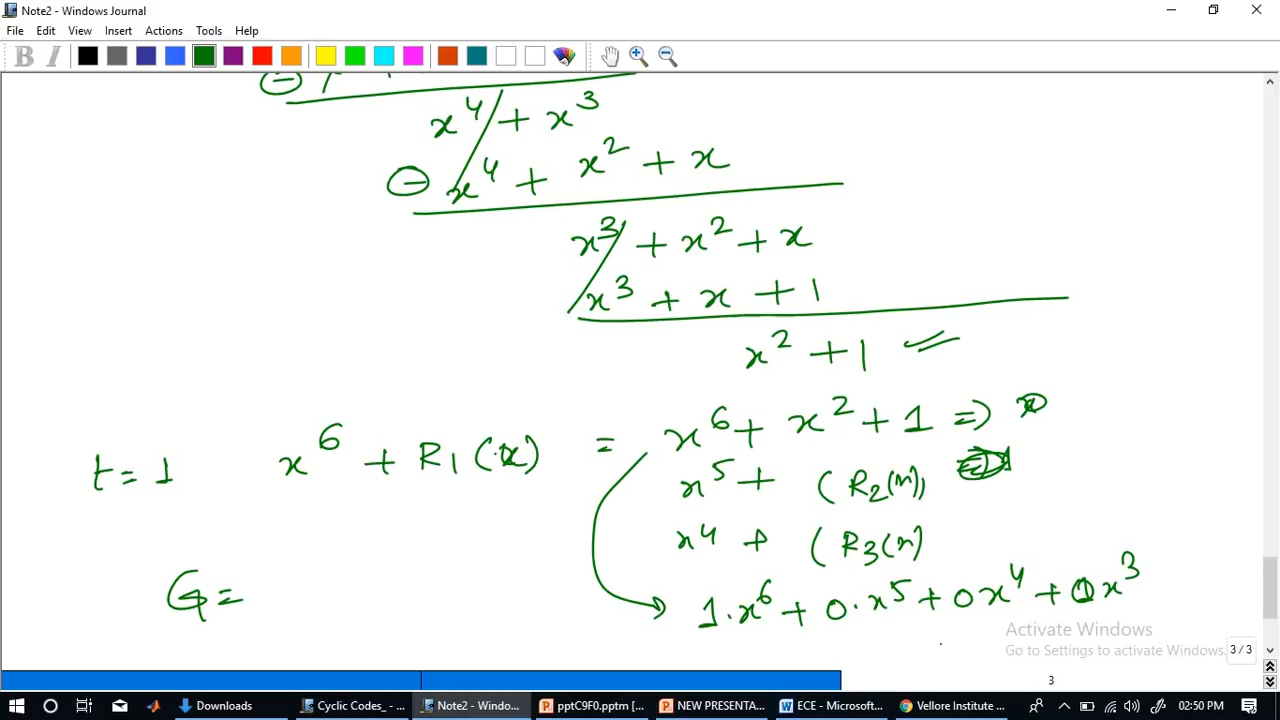 Note2 - Windows Journal
File Edit View Insert Actions Tools Help
B I
x⁴ + x³
⊖ x⁴ + x² + x
x³ + x² + x
x³ + x + 1
x² + 1
t = 1 x⁶ + R₁(x) = x⁶ + x² + 1 ⇒
x⁵ + (R₂(x))
x⁴ + (R₃(x)
G =
1·x⁶ + 0·x⁵ + 0x⁴ + 0x³
Activate Windows
Go to Settings to activate Windows.
3/3
3
Downloads
Cyclic Codes_ -...
Note2 - Windo...
pptC9F0.pptm [...
NEW PRESENTA...
ECE - Microsoft...
Vellore Institute ...
02:50 PM